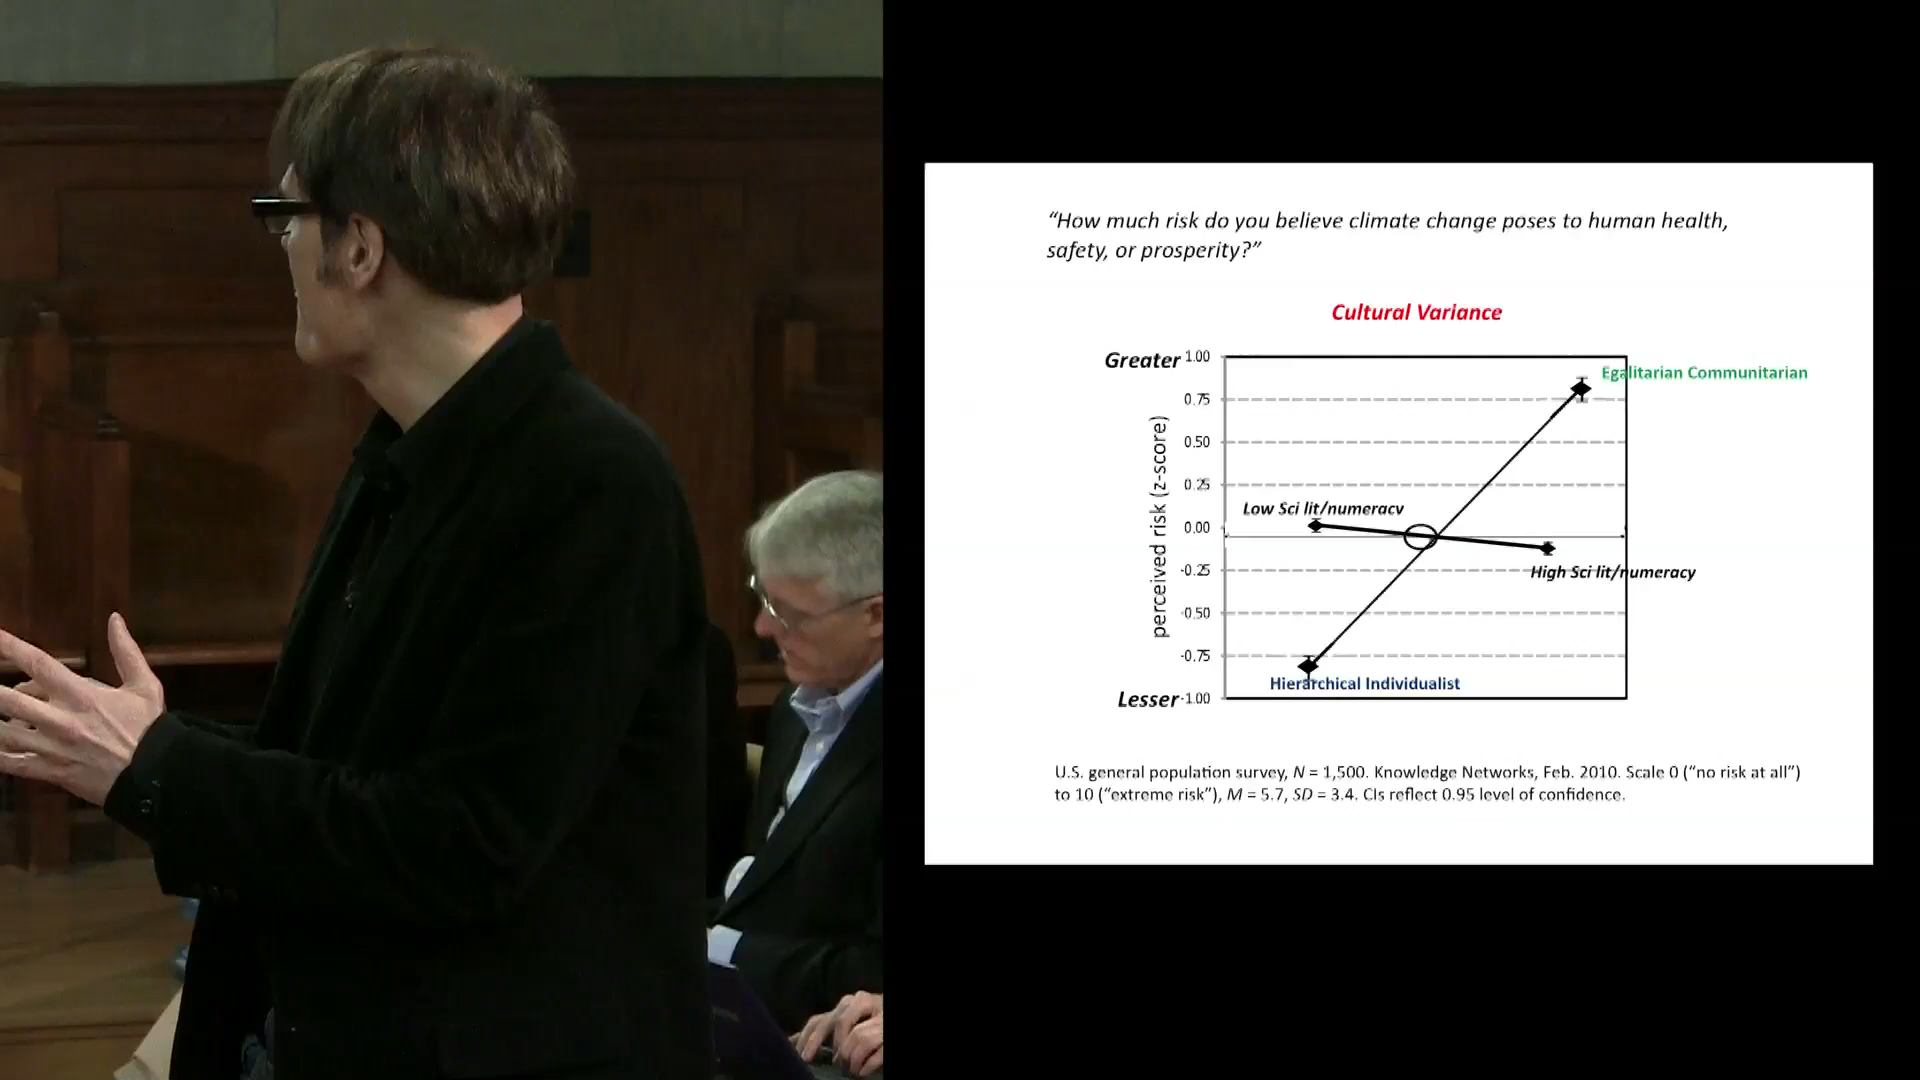 “How much risk do you believe climate change poses to human health,
safety, or prosperity?”
Cultural Variance
Greater
1.00
Egalitarian Communitarian
0.75
0.50
perceived risk (z-score)
0.25
Low Sci lit/numeracy
0.00
-0.25
High Sci lit/numeracy
-0.50
-0.75
Hierarchical Individualist
Lesser
-1.00
U.S. general population survey, N = 1,500. Knowledge Networks, Feb. 2010. Scale 0 (“no risk at all”)
to 10 (“extreme risk”), M = 5.7, SD = 3.4. CIs reflect 0.95 level of confidence.